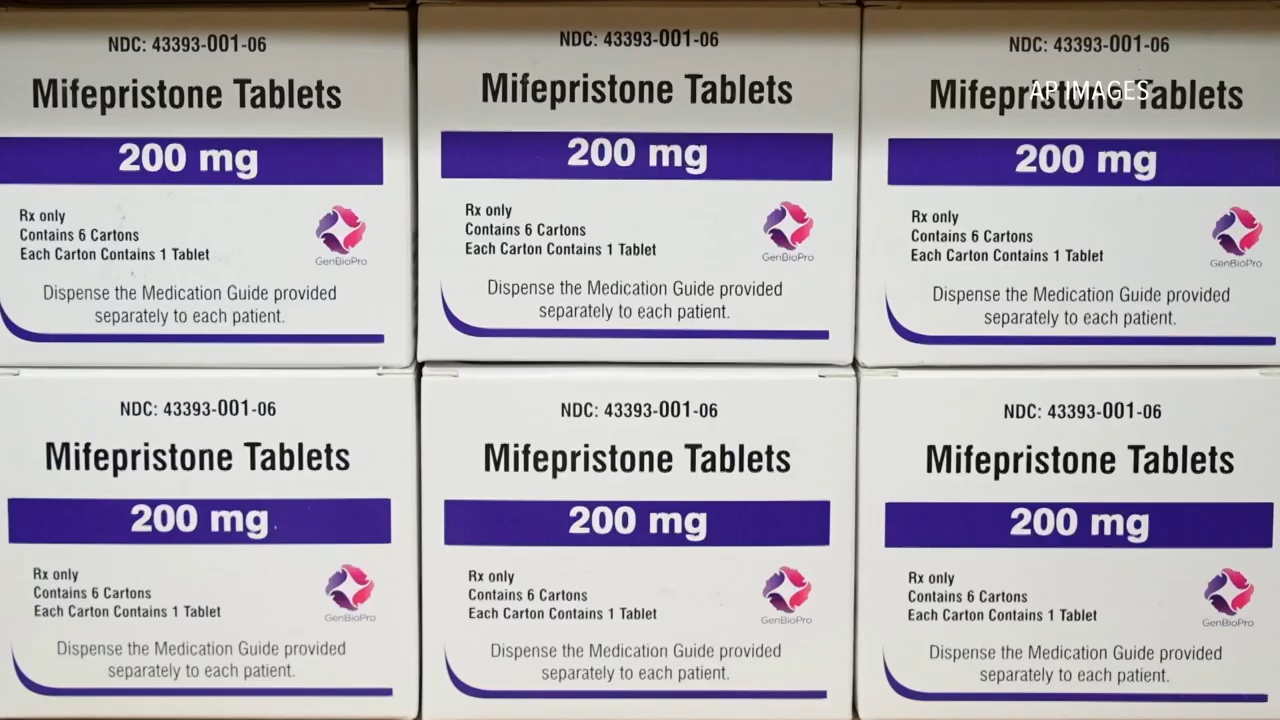 NDC: 43393-001-06
Mifepristone Tablets
200 mg
Rx only
Contains 6 Cartons
Each Carton Contains 1 Tablet
GenBioPro
Dispense the Medication Guide provided
separately to each patient.
NDC: 43393-001-06
Mifepristone Tablets
200 mg
Rx only
Contains 6 Cartons
Each Carton Contains 1 Tablet
GenBioPro
Dispense the Medication Guide provided
separately to each patient.
NDC: 43393-001-06
Mifepristone Tablets
AP IMAGES
200 mg
Rx only
Contains 6 Cartons
Each Carton Contains 1 Tablet
GenBioPro
Dispense the Medication Guide provided
separately to each patient.
NDC: 43393-001-06
Mifepristone Tablets
200 mg
Rx only
Contains 6 Cartons
Each Carton Contains 1 Tablet
GenBioPro
Dispense the Medication Guide provided
separately to each patient.
NDC: 43393-001-06
Mifepristone Tablets
200 mg
Rx only
Contains 6 Cartons
Each Carton Contains 1 Tablet
GenBioPro
Dispense the Medication Guide provided
separately to each patient.
NDC: 43393-001-06
Mifepristone Tablets
200 mg
Rx only
Contains 6 Cartons
Each Carton Contains 1 Tablet
GenBioPro
Dispense the Medication Guide provided
separately to each patient.